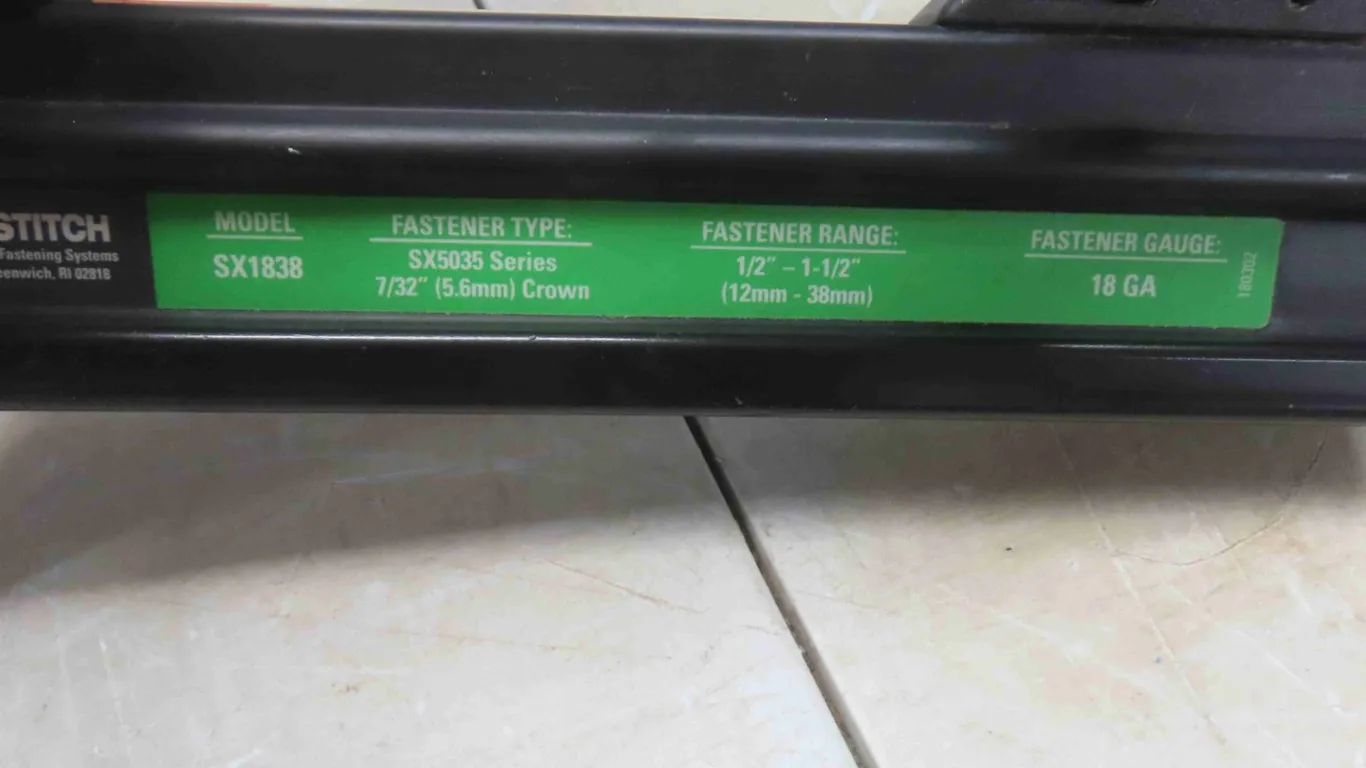 STITCH
Fastening Systems
RI 02818
MODEL
SX1838
FASTENER TYPE:
SX5035 Series
7/32" (5.6mm) Crown
FASTENER RANGE:
1/2" – 1-1/2"
(12mm - 38mm)
FASTENER GAUGE:
18 GA
180302